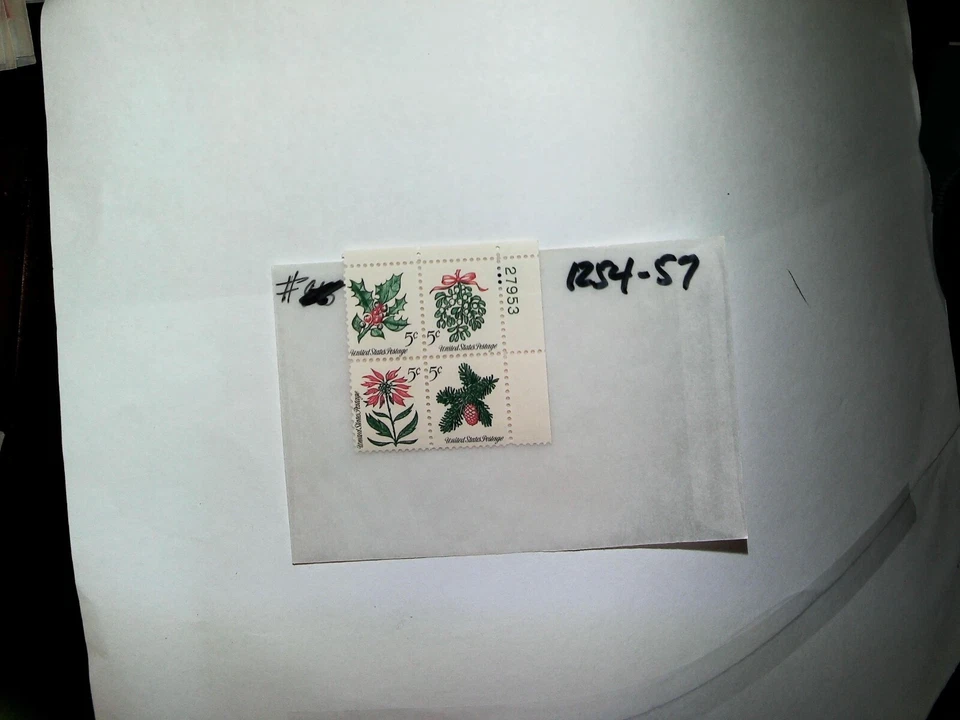 # 1254-57
27953
5c 5c
United States Postage United States Postage
5c 5c
United States Postage United States Postage